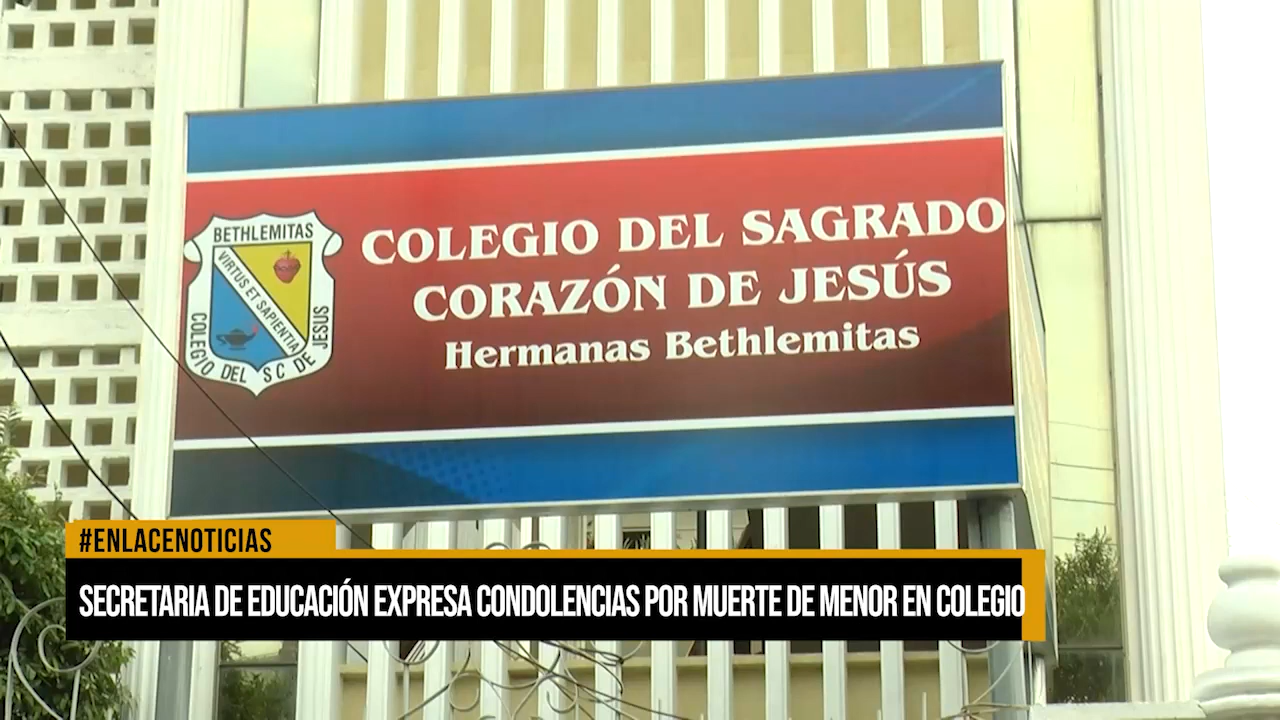 BETHLEMITAS
VIRTUS ET SAPIENTIA
COLEGIO DEL S C DE JESUS
COLEGIO DEL SAGRADO
CORAZÓN DE JESÚS
Hermanas Bethlemitas
#ENLACENOTICIAS
SECRETARIA DE EDUCACIÓN EXPRESA CONDOLENCIAS POR MUERTE DE MENOR EN COLEGIO